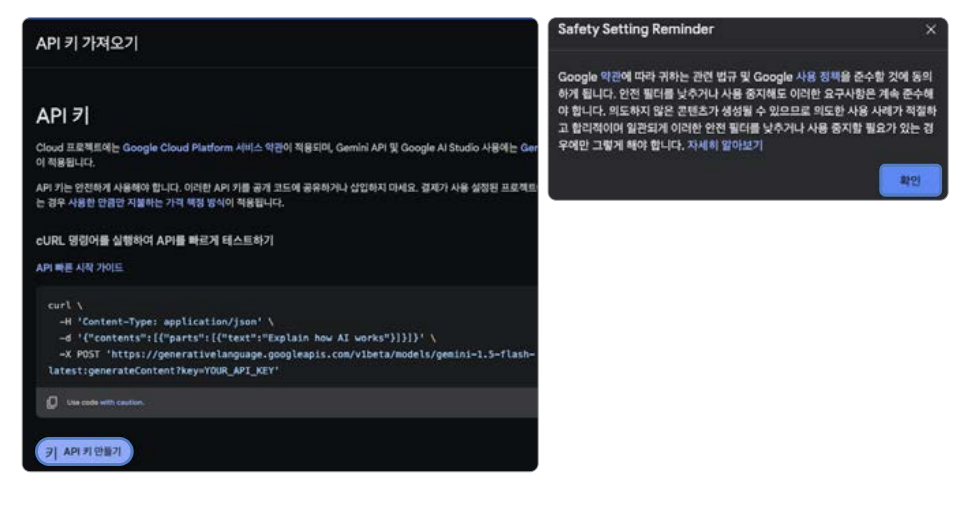 API 키 가져오기
API 키
Cloud 프로젝트에는 Google Cloud Platform 서비스 약관이 적용되며, Gemini API 및 Google AI Studio 사용에는 Ger
이 적용됩니다.
API 키는 안전하게 사용해야 합니다. 이러한 API 키를 공개 코드에 공유하거나 삽입하지 마세요. 결제가 사용 설정된 프로젝트
는 경우 사용한 만큼만 지불하는 가격 책정 방식이 적용됩니다.
cURL 명령어를 실행하여 API를 빠르게 테스트하기
API 빠른 시작 가이드
curl \
-H 'Content-Type: application/json' \
-d '{"contents":[{"parts":[{"text":"Explain how AI works"}]}]}' \
-X POST 'https://generativelanguage.googleapis.com/v1beta/models/gemini-1.5-flash-
latest:generateContent?key=YOUR_API_KEY'
Use code with caution.
키 API 키 만들기
Safety Setting Reminder
Google 약관에 따라 귀하는 관련 법규 및 Google 사용 정책을 준수할 것에 동의
하게 됩니다. 안전 필터를 낮추거나 사용 중지해도 이러한 요구사항은 계속 준수해
야 합니다. 의도하지 않은 콘텐츠가 생성될 수 있으므로 의도한 사용 사례가 적절하
고 합리적이며 일관되게 이러한 안전 필터를 낮추거나 사용 중지할 필요가 있는 경
우에만 그렇게 해야 합니다. 자세히 알아보기
확인